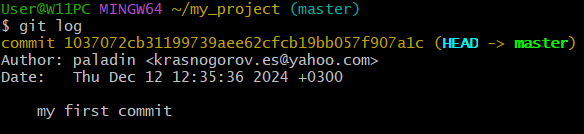 User@W11PC MINGW64 ~/my_project (master)
$ git log
commit 1037072cb31199739aee62cfcb19bb057f907a1c (HEAD -> master)
Author: paladin <krasnogorov.es@yahoo.com>
Date:   Thu Dec 12 12:35:36 2024 +0300
    my first commit